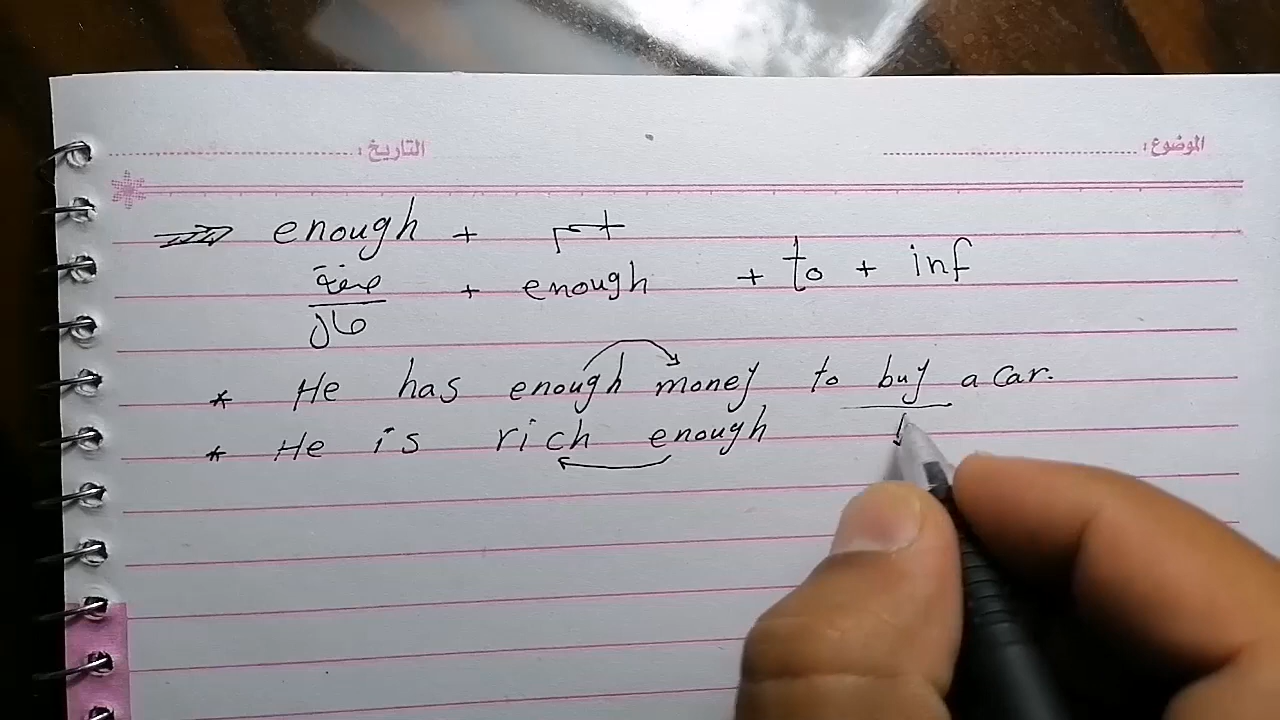 الموضوع : التاريخ :
enough +
صفة + enough + to + inf
حال
* He has enough money to buy a car.
* He is rich enough